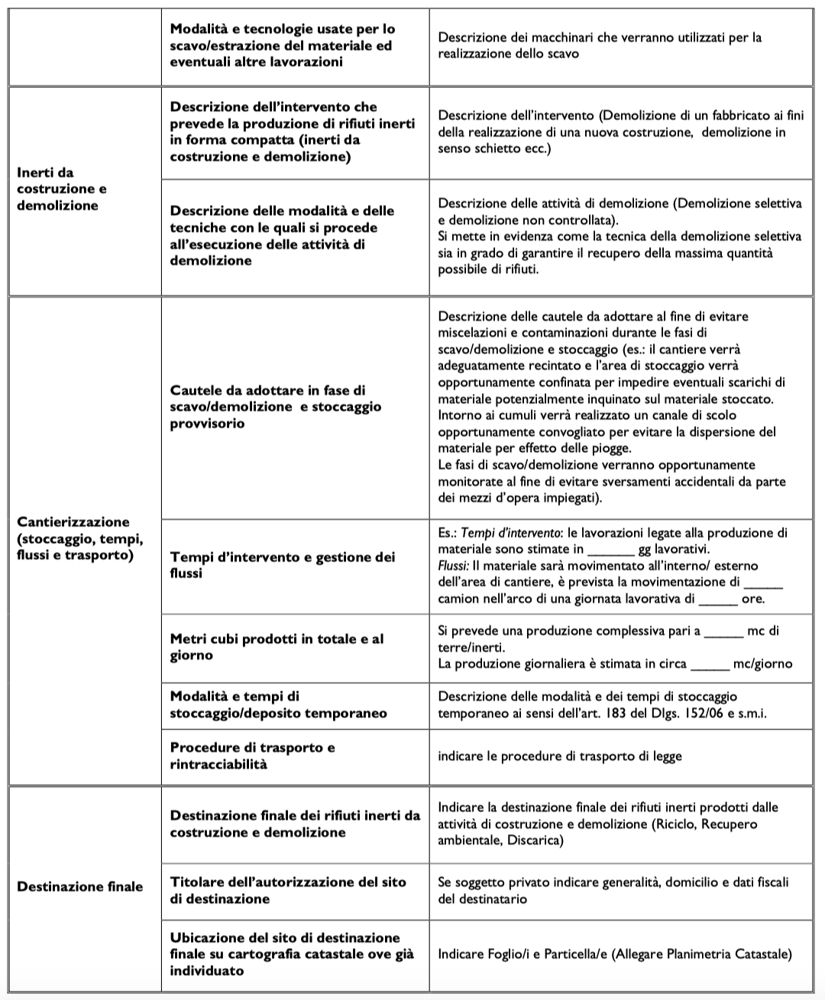 Modalità e tecnologie usate per lo
scavo/estrazione del materiale ed
eventuali altre lavorazioni
Descrizione dei macchinari che verranno utilizzati per la
realizzazione dello scavo
Inerti da
costruzione e
demolizione
Descrizione dell'intervento che
prevede la produzione di rifiuti inerti
in forma compatta (inerti da
costruzione e demolizione)
Descrizione dell'intervento (Demolizione di un fabbricato ai fini
della realizzazione di una nuova costruzione, demolizione in
senso schietto ecc.)
Descrizione delle modalità e delle
tecniche con le quali si procede
all'esecuzione delle attività di
demolizione
Descrizione delle attività di demolizione (Demolizione selettiva
e demolizione non controllata).
Si mette in evidenza come la tecnica della demolizione selettiva
sia in grado di garantire il recupero della massima quantità
possibile di rifiuti.
Cantierizzazione
(stoccaggio, tempi,
flussi e trasporto)
Cautele da adottare in fase di
scavo/demolizione e stoccaggio
provvisorio
Descrizione delle cautele da adottare al fine di evitare
miscelazioni e contaminazioni durante le fasi di
scavo/demolizione e stoccaggio (es.: il cantiere verrà
adeguatamente recintato e l'area di stoccaggio verrà
opportunamente confinata per impedire eventuali scarichi di
materiale potenzialmente inquinato sul materiale stoccato.
Intorno ai cumuli verrà realizzato un canale di scolo
opportunamente convogliato per evitare la dispersione del
materiale per effetto delle piogge.
Le fasi di scavo/demolizione verranno opportunamente
monitorate al fine di evitare sversamenti accidentali da parte
dei mezzi d'opera impiegati).
Tempi d'intervento e gestione dei
flussi
Es.: Tempi d'intervento: le lavorazioni legate alla produzione di
materiale sono stimate in _______ gg lavorativi.
Flussi: Il materiale sarà movimentato all'interno/ esterno
dell'area di cantiere, è prevista la movimentazione di ______
camion nell'arco di una giornata lavorativa di ______ ore.
Metri cubi prodotti in totale e al
giorno
Si prevede una produzione complessiva pari a ______ mc di
terre/inerti.
La produzione giornaliera è stimata in circa ______ mc/giorno
Modalità e tempi di
stoccaggio/deposito temporaneo
Descrizione delle modalità e dei tempi di stoccaggio
temporaneo ai sensi dell'art. 183 del Dlgs. 152/06 e s.m.i.
Procedure di trasporto e
rintracciabilità
indicare le procedure di trasporto di legge
Destinazione finale
Destinazione finale dei rifiuti inerti da
costruzione e demolizione
Indicare la destinazione finale dei rifiuti inerti prodotti dalle
attività di costruzione e demolizione (Riciclo, Recupero
ambientale, Discarica)
Titolare dell'autorizzazione del sito
di destinazione
Se soggetto privato indicare generalità, domicilio e dati fiscali
del destinatario
Ubicazione del sito di destinazione
finale su cartografia catastale ove già
individuato
Indicare Foglio/i e Particella/e (Allegare Planimetria Catastale)